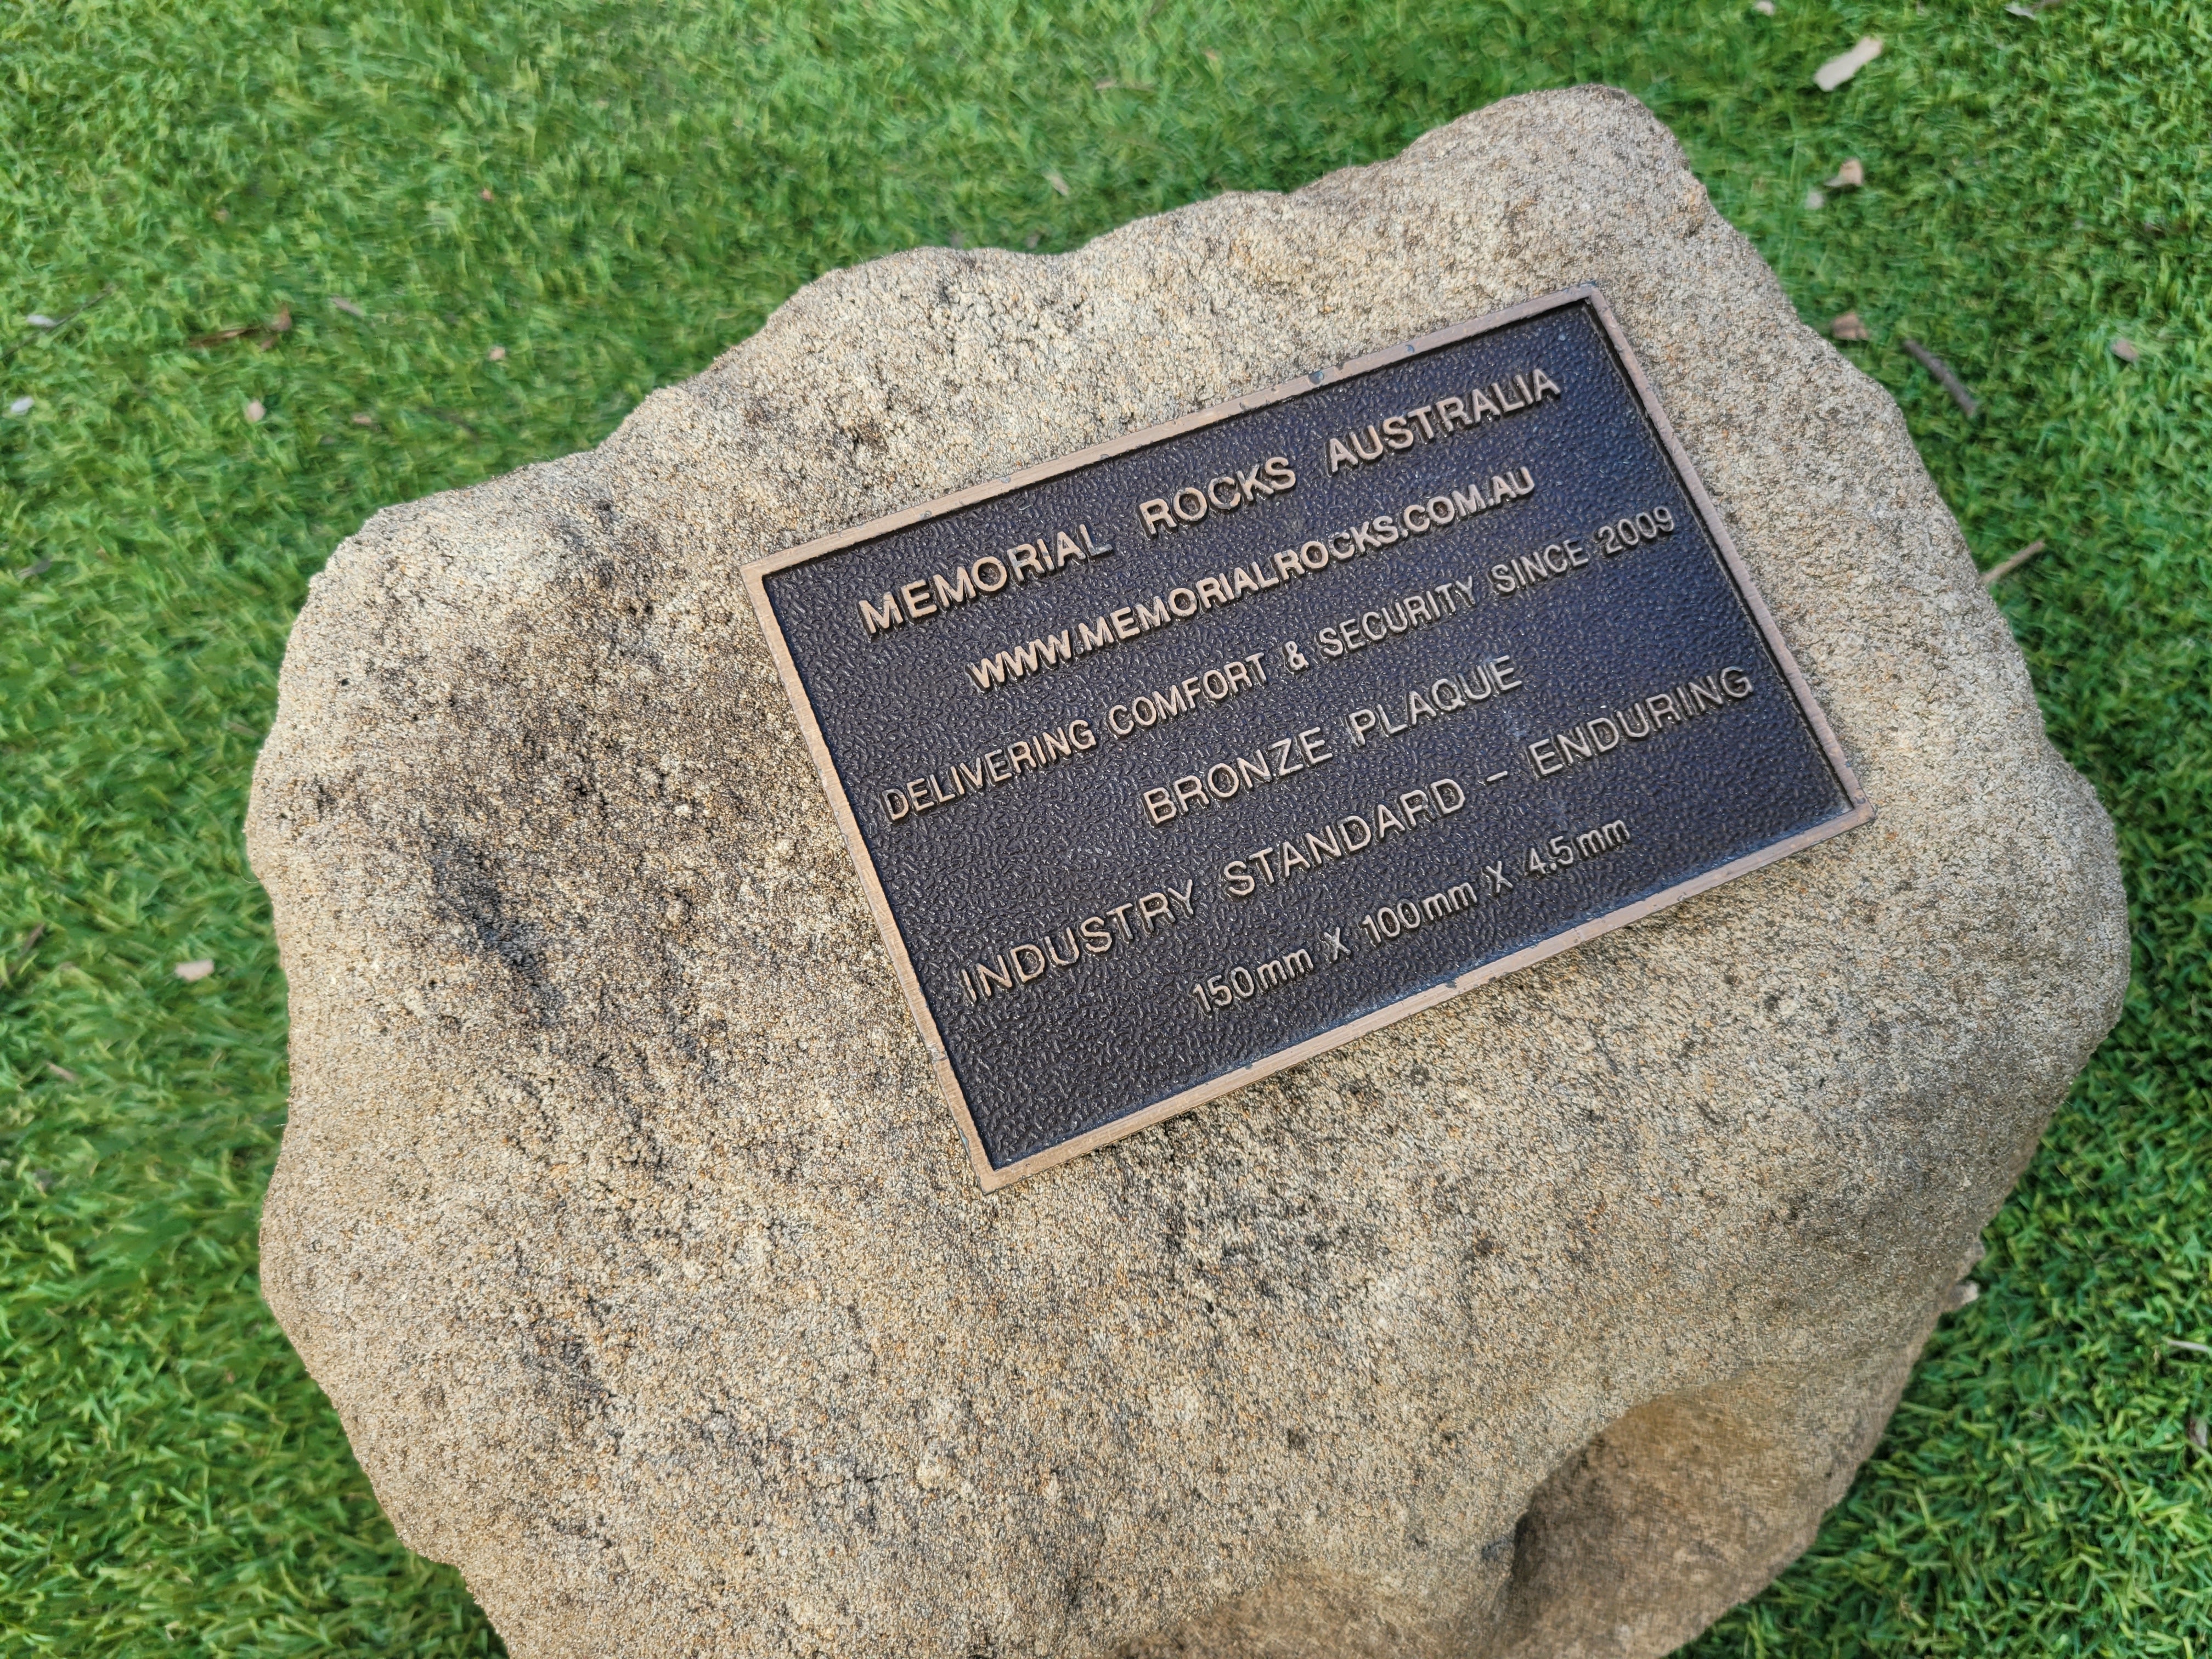 MEMORIAL ROCKS AUSTRALIA
WWW.MEMORIALROCKS.COM.AU
DELIVERING COMFORT & SECURITY SINCE 2009
BRONZE PLAQUE
INDUSTRY STANDARD - ENDURING
150mm X 100mm X 4.5mm